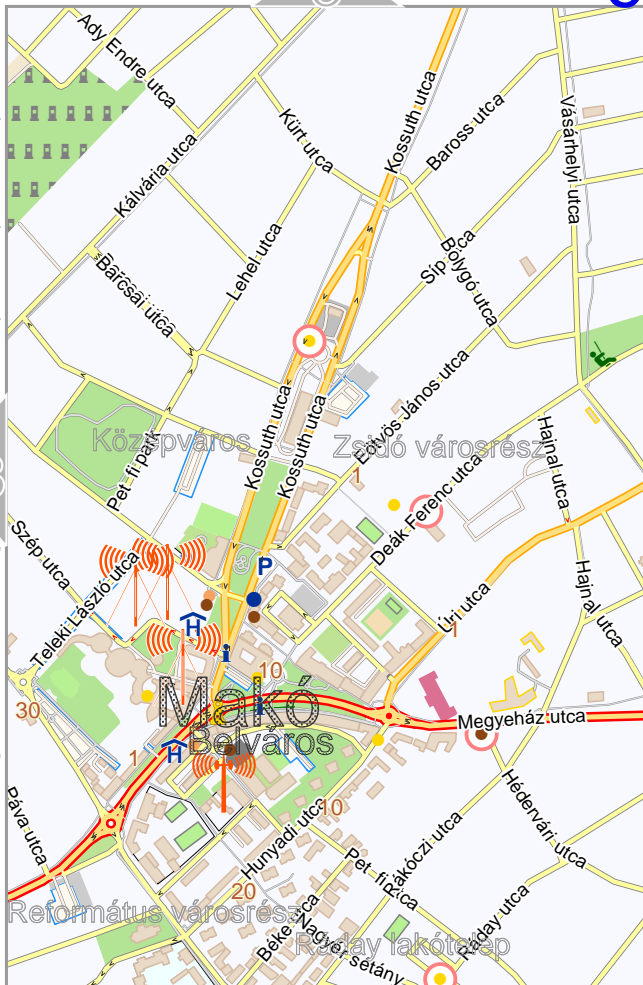 Ady Endre utca
Kossuth utca
Baross utca
Vásárhelyi utca
Kürt utca
Kálvária utca
Lehel utca
Barcsai utca
Bolygó utca
Kossuth utca
Kossuth utca
Eötvös János utca
Középváros
Zsidó városrész
Hajnal utca
Pet fi park
1
Deák Ferenc utca
Szép utca
P
Teleki László utca
Hajnal utca
H
Úri utca
1
i
10
30
Makó
i
Megyeház utca
Belváros
H
1
Páva utca
10
Hunyadi utca
Hédervári utca
Rákóczi utca
Pet fi utca
20
Református városrész
Béke utca
Nagyér sétány
Ráday utca
Ráday lakótelep